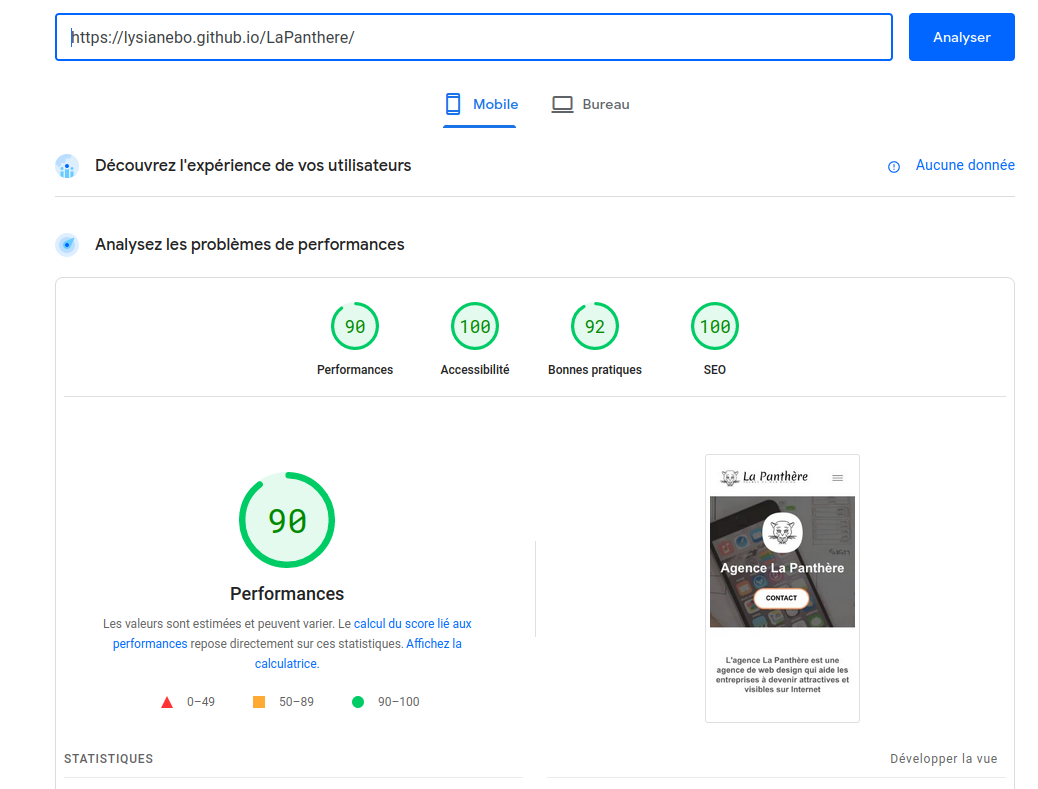 https://lysianebo.github.io/LaPanthere/
Analyser
Mobile
Bureau
Découvrez l'expérience de vos utilisateurs
Aucune donnée
Analysez les problèmes de performances
90
100
92
100
Performances
Accessibilité
Bonnes pratiques
SEO
90
Performances
Les valeurs sont estimées et peuvent varier. Le calcul du score lié aux
performances repose directement sur ces statistiques. Affichez la
calculatrice.
0–49
50–89
90–100
La Panthère
Agence La Panthère
CONTACT
L'agence La Panthère est une
agence de web design qui aide les
entreprises à devenir attractives et
visibles sur Internet
STATISTIQUES
Développer la vue